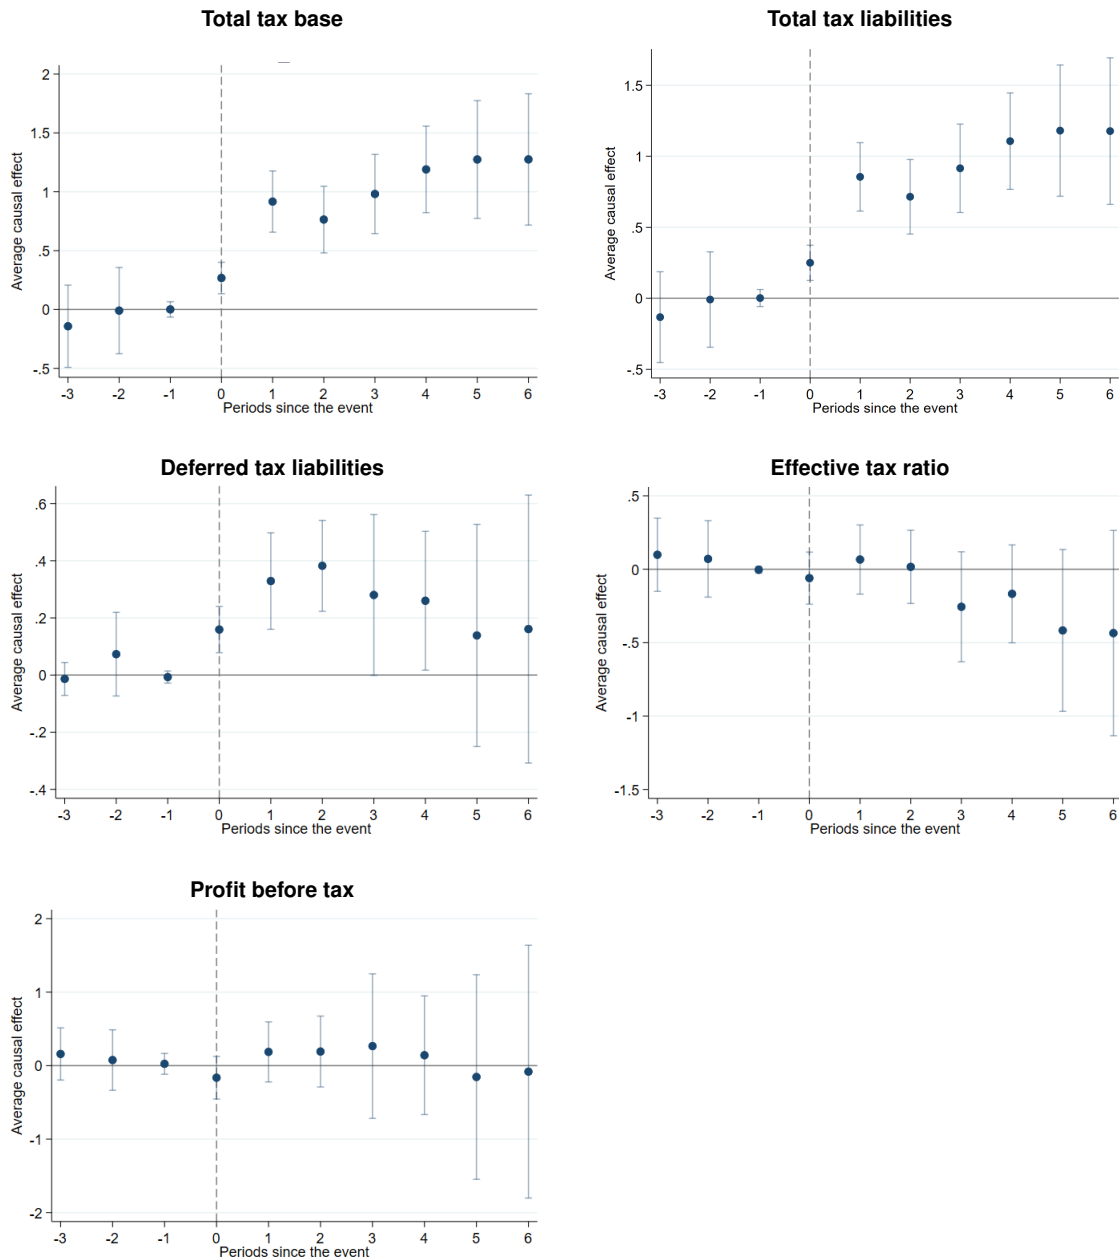 Total tax base
Average causal effect
2
1.5
1
.5
0
-.5
-3 -2 -1 0 1 2 3 4 5 6
Periods since the event
Total tax liabilities
Average causal effect
1.5
1
.5
0
-.5
-3 -2 -1 0 1 2 3 4 5 6
Periods since the event
Deferred tax liabilities
Average causal effect
.6
.4
.2
0
-.2
-.4
-3 -2 -1 0 1 2 3 4 5 6
Periods since the event
Effective tax ratio
Average causal effect
.5
0
-.5
-1
-1.5
-3 -2 -1 0 1 2 3 4 5 6
Periods since the event
Profit before tax
Average causal effect
2
1
0
-1
-2
-3 -2 -1 0 1 2 3 4 5 6
Periods since the event